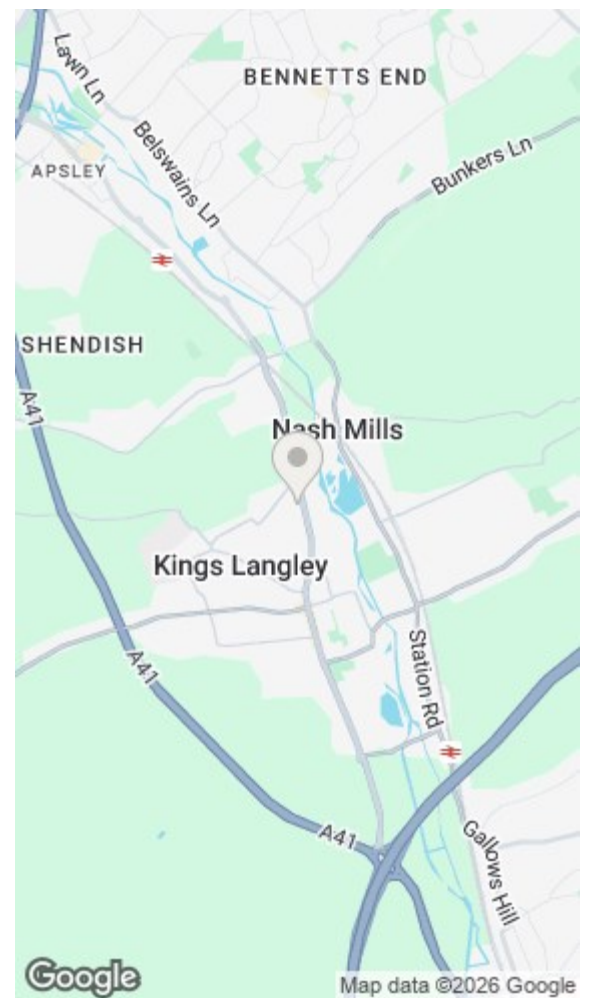 Lawn Ln
BENNETTS END
Belswains Ln
APSLEY
Bunkers Ln
SHENDISH
A41
Nash Mills
Kings Langley
Station Rd
A41
A41
Gallows Hill
Google
Map data ©2026 Google